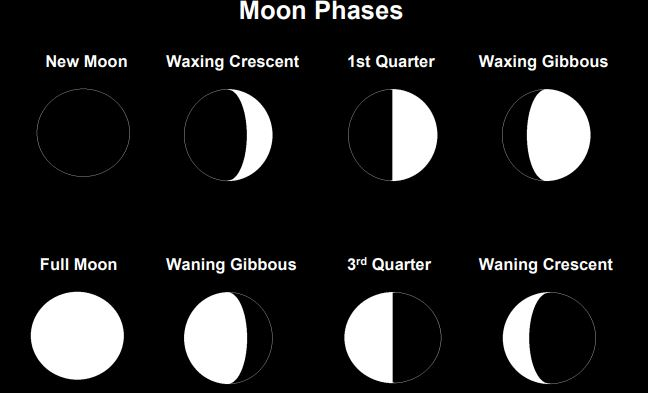 Moon Phases
New Moon Waxing Crescent 1st Quarter Waxing Gibbous
Full Moon Waning Gibbous 3rd Quarter Waning Crescent